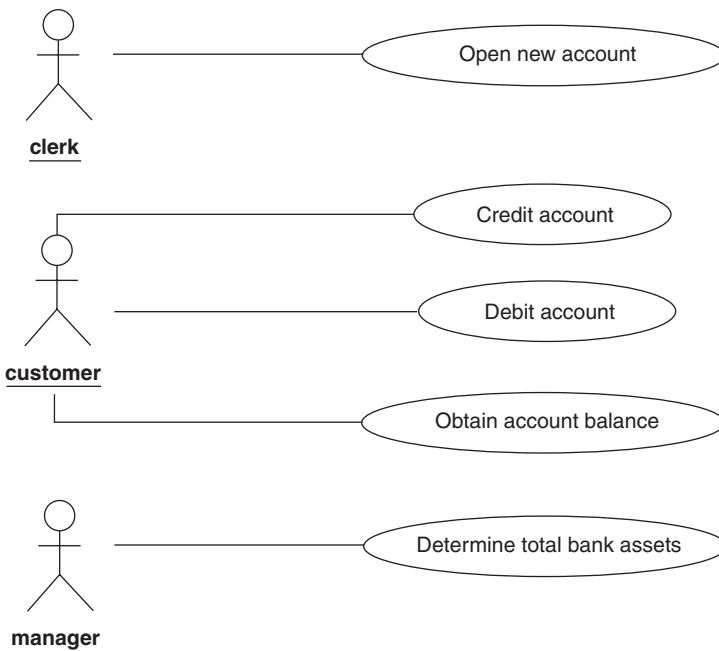 Open new account
clerk
Credit account
Debit account
customer
Obtain account balance
Determine total bank assets
manager